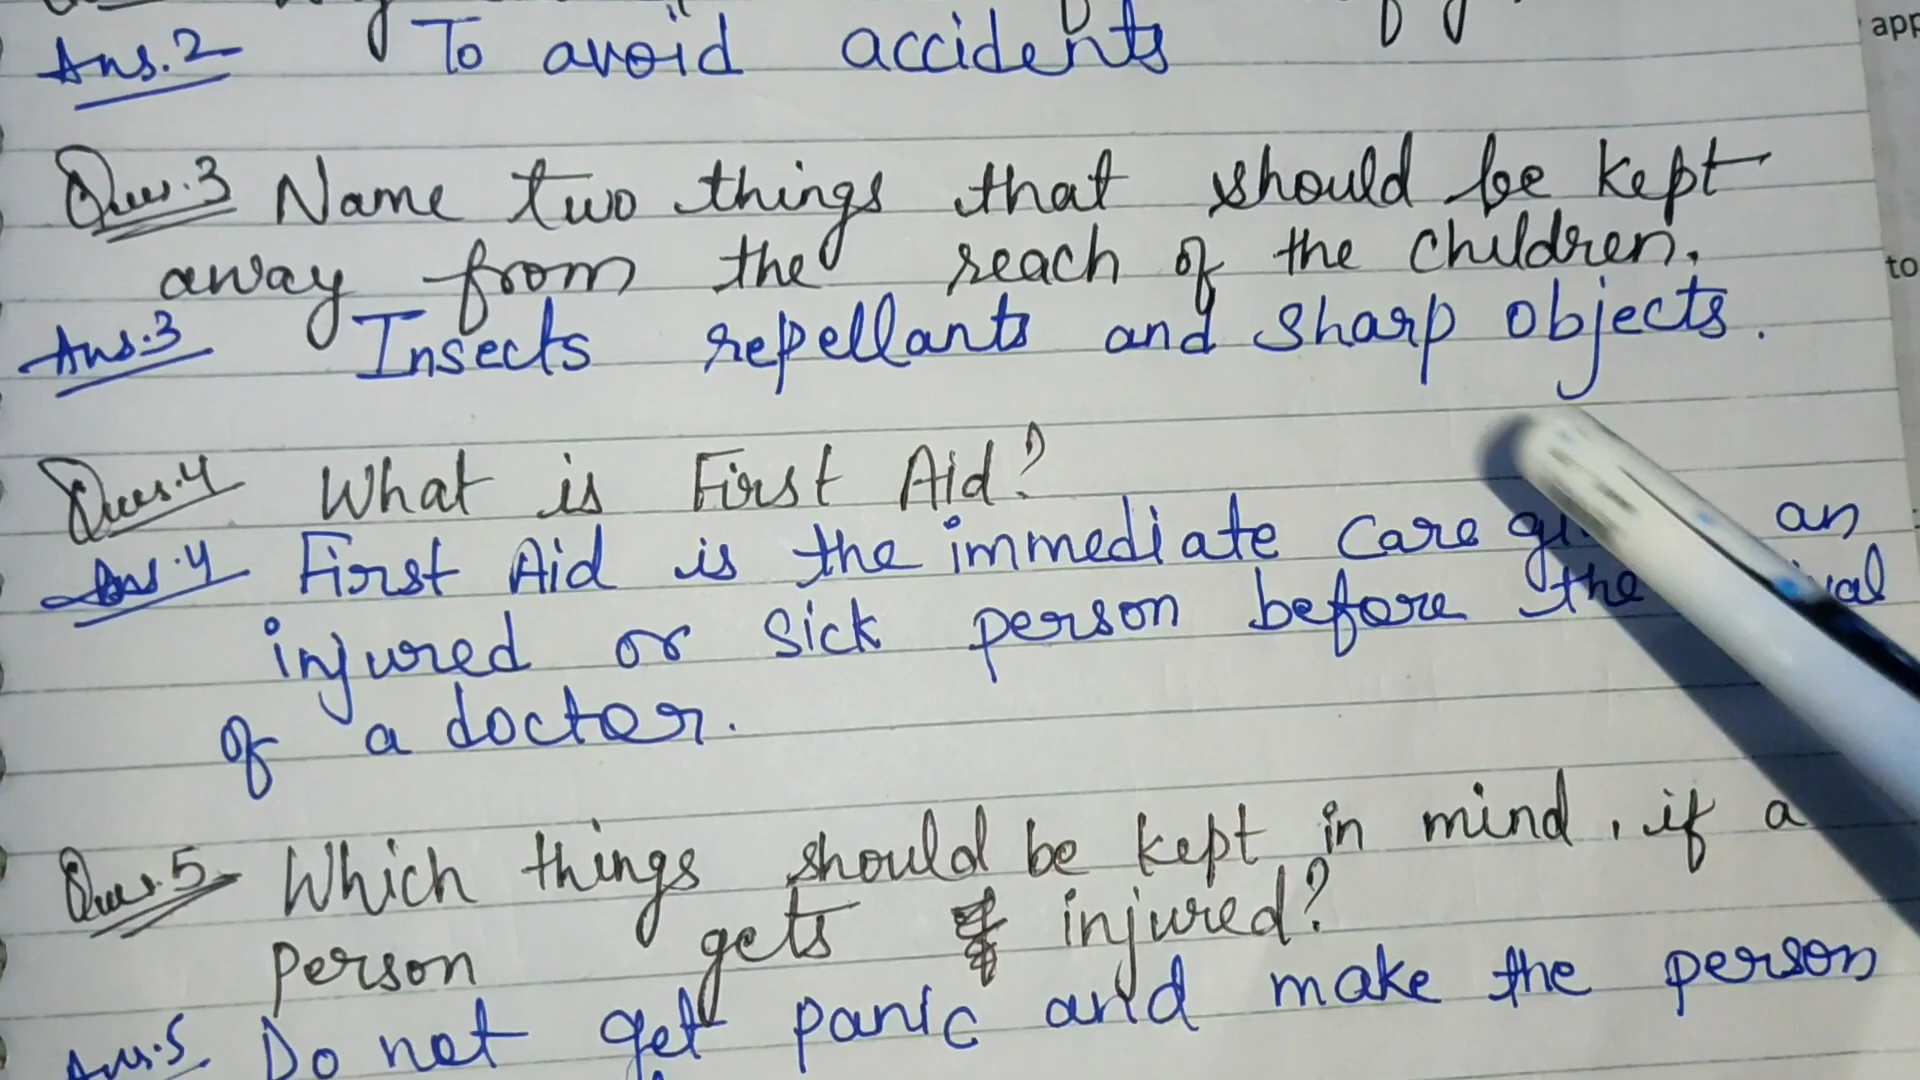 Ans.2 To avoid accidents
app
Ques.3 Name two things that should be kept
away from the reach of the children.
to
Ans.3 Insects repellants and sharp objects.
Ques.4 What is First Aid?
Ans.4 First Aid is the immediate care an
injured or sick person before the
of a doctor.
Ques.5 Which things should be kept in mind, if a
person gets injured?
Ans.5 Do not get panic and make the person